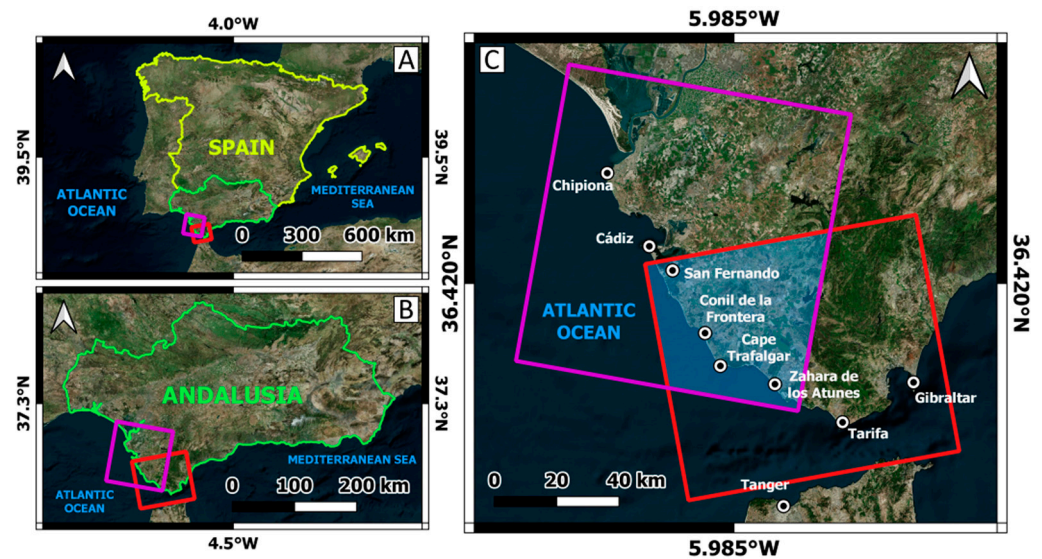 4.0°W
A
SPAIN
39.5°N
39.5°N
ATLANTIC
OCEAN
MEDITERRANEAN
SEA
0 300 600 km
B
ANDALUSIA
37.3°N
37.3°N
MEDITERRANEAN SEA
ATLANTIC
OCEAN
0 100 200 km
4.5°W
5.985°W
C
Chipiona
Cádiz
San Fernando
36.420°N
36.420°N
ATLANTIC
OCEAN
Conil de la
Frontera
Cape
Trafalgar
Zahara de
los Atunes
Gibraltar
Tarifa
0 20 40 km
Tanger
5.985°W